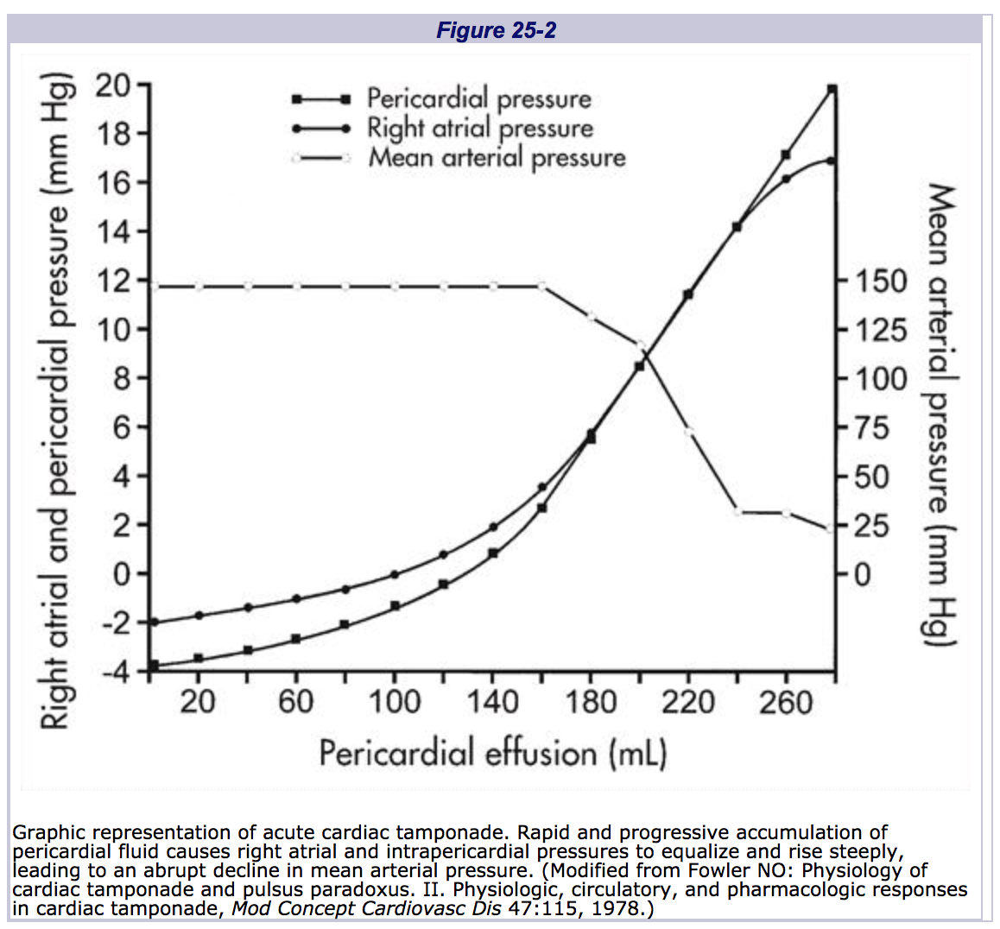 Figure 25-2
Pericardial pressure
Right atrial pressure
Mean arterial pressure
Right atrial and pericardial pressure (mm Hg)
20
18
16
14
12
10
8
6
4
2
0
-2
-4
Mean arterial pressure (mm Hg)
150
125
100
75
50
25
0
20 60 100 140 180 220 260
Pericardial effusion (mL)
Graphic representation of acute cardiac tamponade. Rapid and progressive accumulation of
pericardial fluid causes right atrial and intrapericardial pressures to equalize and rise steeply,
leading to an abrupt decline in mean arterial pressure. (Modified from Fowler NO: Physiology of
cardiac tamponade and pulsus paradoxus. II. Physiologic, circulatory, and pharmacologic responses
in cardiac tamponade, Mod Concept Cardiovasc Dis 47:115, 1978.)